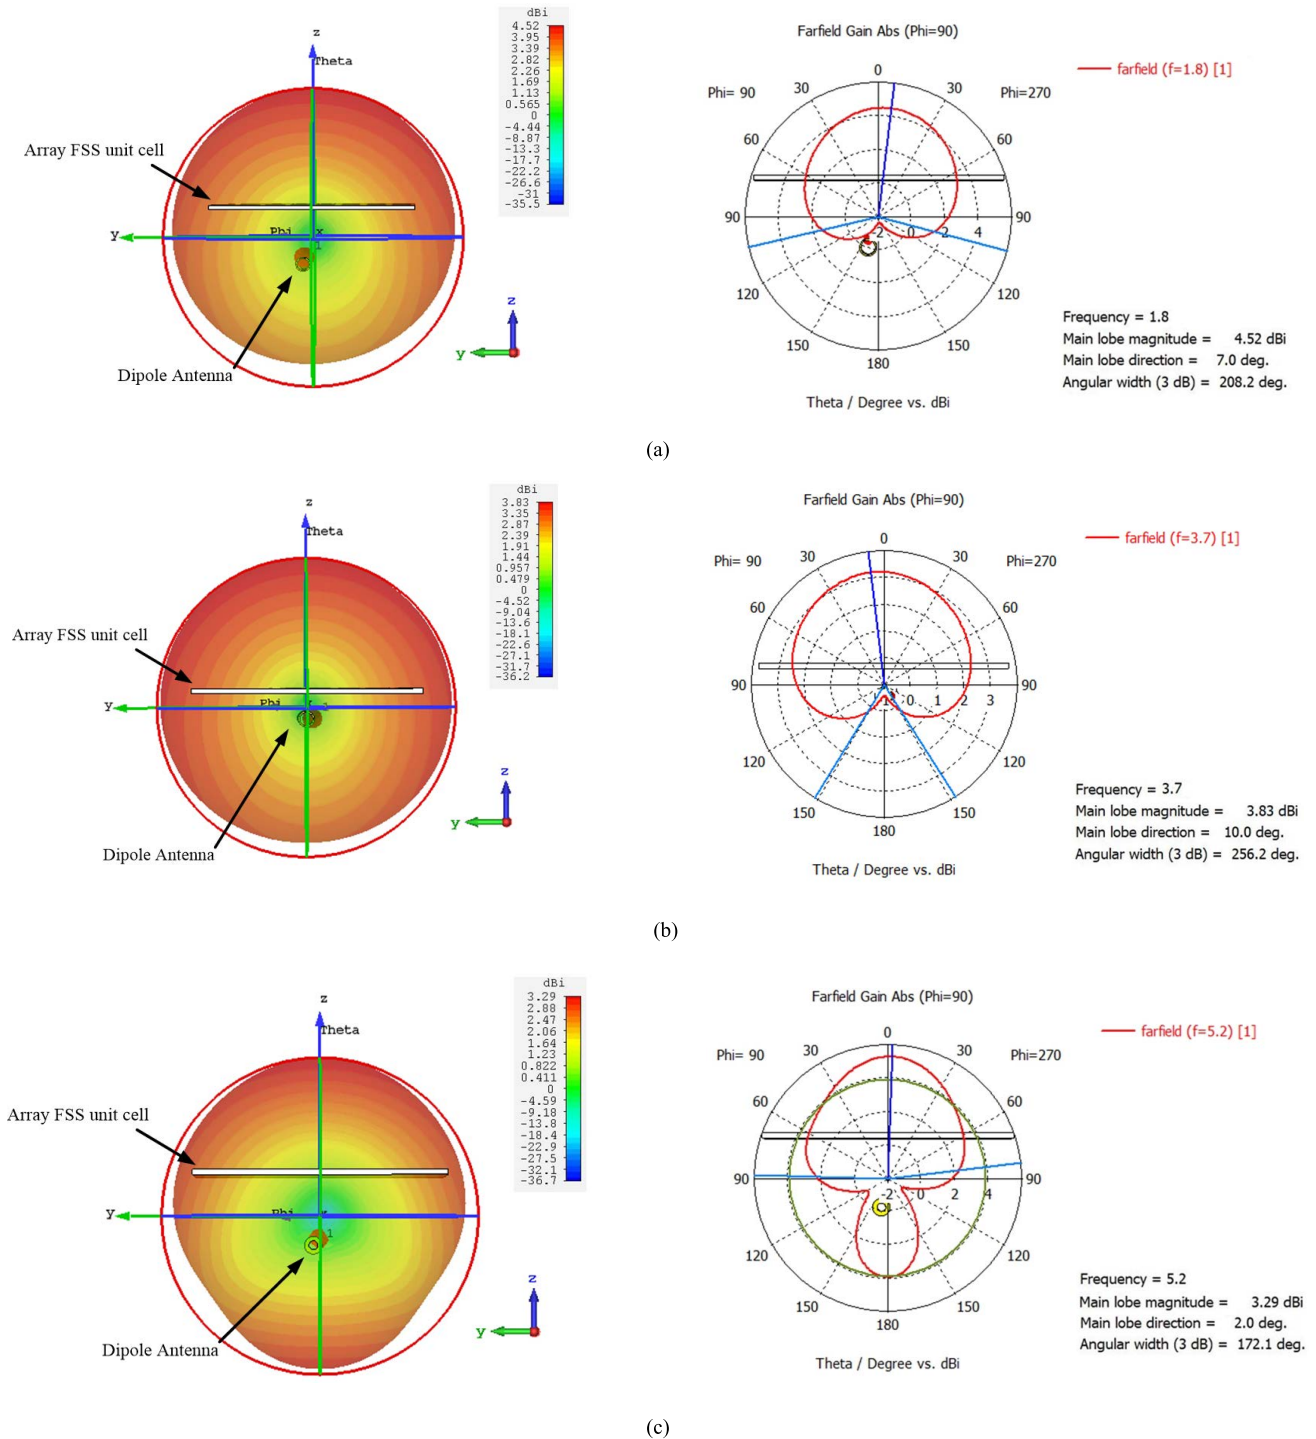 dBi
4.52
3.95
3.39
2.82
2.26
1.69
1.13
0.565
0
-4.44
-8.87
-13.3
-17.7
-22.2
-26.6
-31
-35.5
z
Theta
Array FSS unit cell
y
Phi
x
1
Dipole Antenna
z
y
Farfield Gain Abs (Phi=90)
farfield (f=1.8) [1]
0
Phi= 90
30
30
Phi=270
60
60
90
-2
0
2
4
90
120
120
150
150
180
Theta / Degree vs. dBi
Frequency = 1.8
Main lobe magnitude = 4.52 dBi
Main lobe direction = 7.0 deg.
Angular width (3 dB) = 208.2 deg.
(a)
dBi
3.83
3.35
2.87
2.39
1.91
1.44
0.957
0.479
0
-4.52
-9.04
-13.6
-18.1
-22.6
-27.1
-31.7
-36.2
z
Theta
Array FSS unit cell
y
Phi
Dipole Antenna
z
y
Farfield Gain Abs (Phi=90)
farfield (f=3.7) [1]
0
Phi= 90
30
30
Phi=270
60
60
90
0
1
2
3
90
120
120
150
150
180
Theta / Degree vs. dBi
Frequency = 3.7
Main lobe magnitude = 3.83 dBi
Main lobe direction = 10.0 deg.
Angular width (3 dB) = 256.2 deg.
(b)
dBi
3.29
2.88
2.47
2.06
1.64
1.23
0.822
0.411
0
-4.59
-9.18
-13.8
-18.4
-22.9
-27.5
-32.1
-36.7
z
Theta
Array FSS unit cell
y
Phi
1
Dipole Antenna
z
y
Farfield Gain Abs (Phi=90)
farfield (f=5.2) [1]
0
Phi= 90
30
30
Phi=270
60
60
90
-2
0
2
4
90
120
120
150
150
180
Theta / Degree vs. dBi
Frequency = 5.2
Main lobe magnitude = 3.29 dBi
Main lobe direction = 2.0 deg.
Angular width (3 dB) = 172.1 deg.
(c)